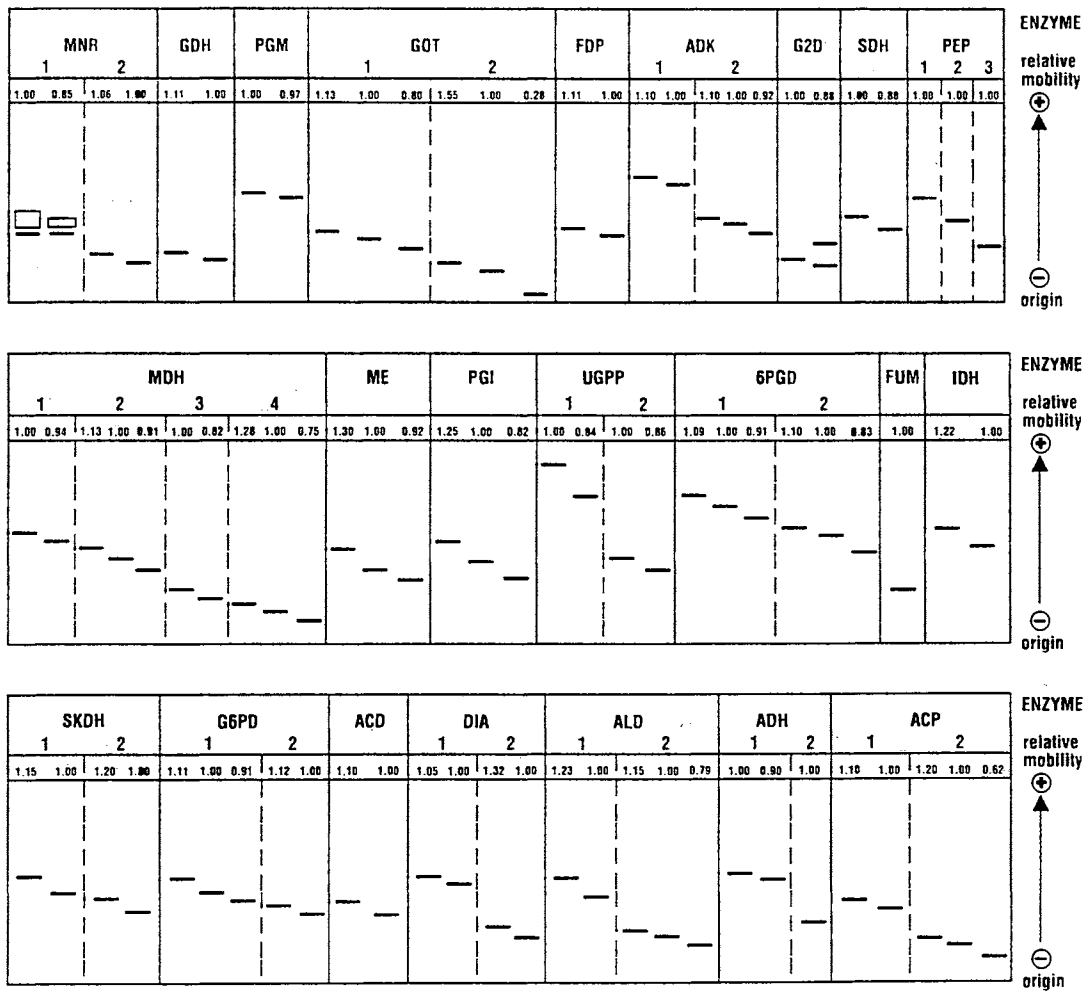 MNR GDH PGM GOT FDP ADK G2D SDH PEP ENZYME
1 2 1 2 1 2 1 2 3 relative
1.00 0.85 1.06 1.00 1.11 1.00 1.00 0.97 1.13 1.00 0.80 1.55 1.00 0.28 1.11 1.00 1.10 1.00 1.10 1.00 0.92 1.00 0.88 1.00 0.88 1.00 1.00 1.00 mobility
+
−
origin
MDH ME PGI UGPP 6PGD FUM IDH ENZYME
1 2 3 4 1 2 1 2 relative
1.00 0.94 1.13 1.00 0.91 1.00 0.82 1.28 1.00 0.75 1.30 1.00 0.92 1.25 1.00 0.82 1.00 0.84 1.00 0.86 1.09 1.00 0.91 1.10 1.00 0.83 1.00 1.22 1.00 mobility
+
−
origin
SKDH G6PD ACD DIA ALD ADH ACP ENZYME
1 2 1 2 1 2 1 2 1 2 1 2 relative
1.15 1.00 1.20 1.00 1.11 1.00 0.91 1.12 1.00 1.10 1.00 1.05 1.00 1.32 1.00 1.23 1.00 1.15 1.00 0.79 1.00 0.90 1.00 1.10 1.00 1.20 1.00 0.62 mobility
+
−
origin